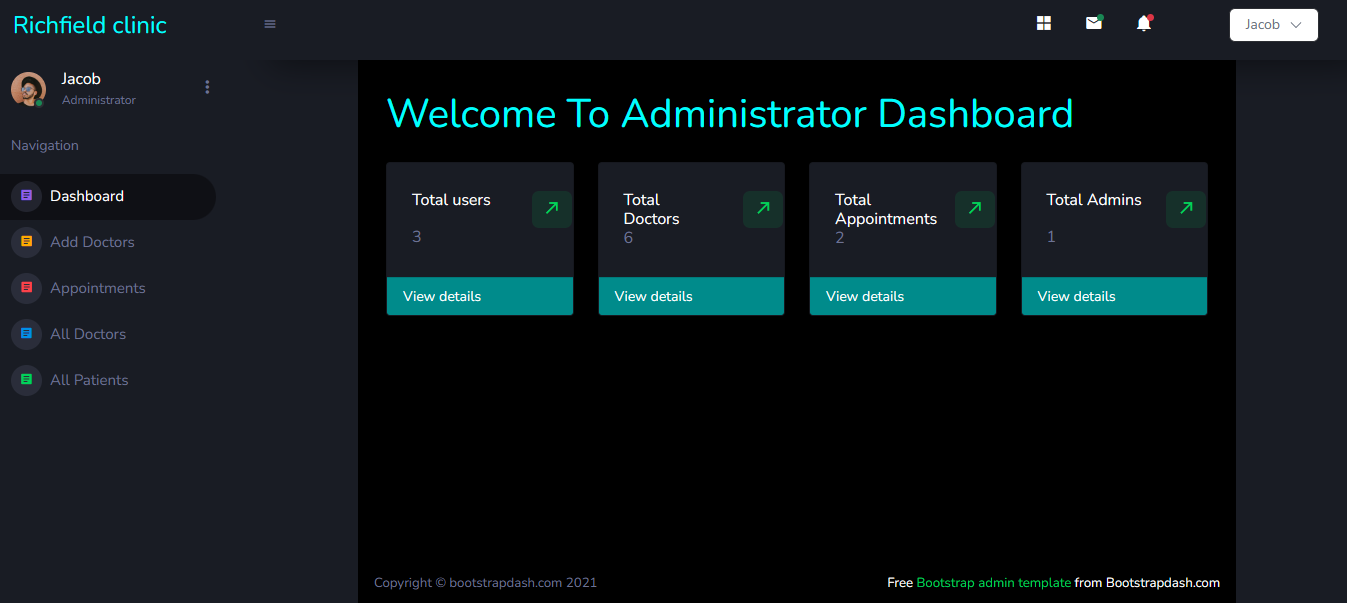 Richfield clinic
Jacob
Jacob
Administrator
Navigation
Dashboard
Add Doctors
Appointments
All Doctors
All Patients
Welcome To Administrator Dashboard
Total users
3
View details
Total
Doctors
6
View details
Total
Appointments
2
View details
Total Admins
1
View details
Copyright © bootstrapdash.com 2021
Free Bootstrap admin template from Bootstrapdash.com